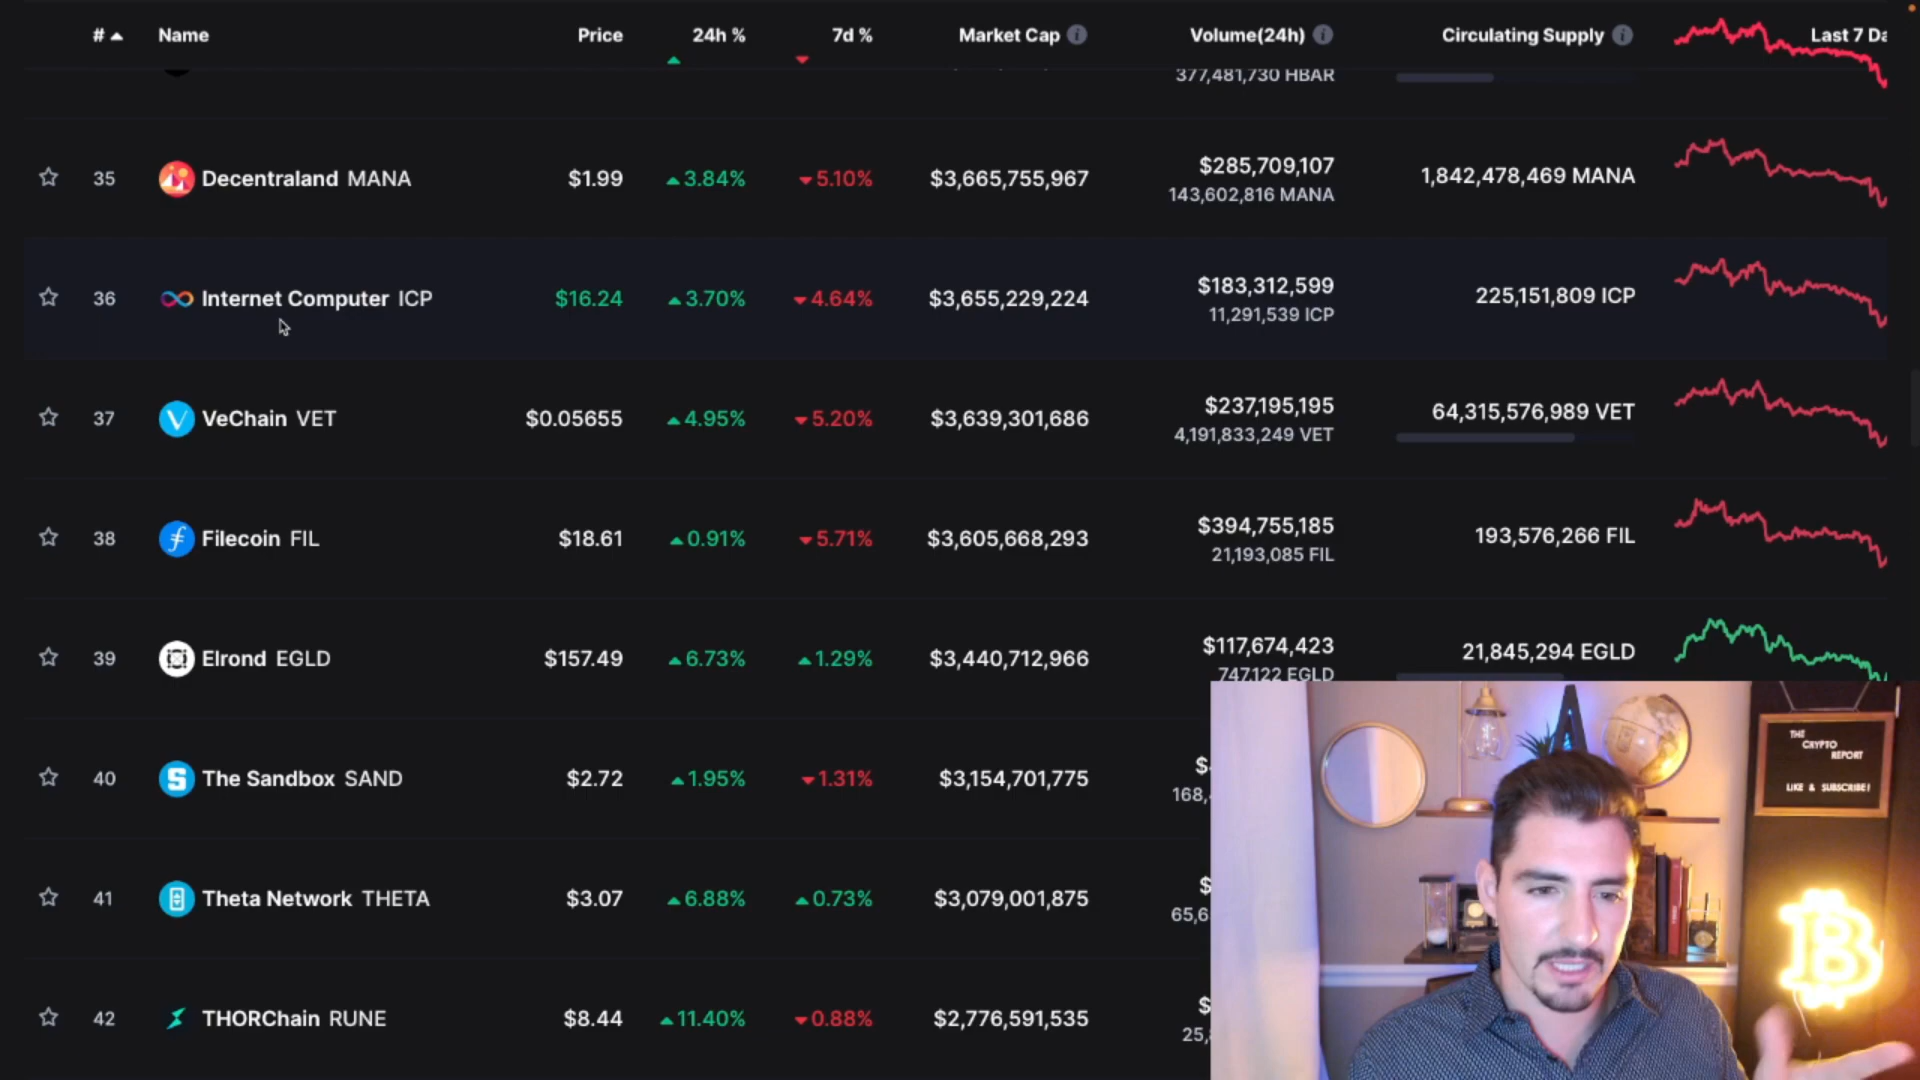 # Name Price 24h % 7d % Market Cap Volume(24h) Circulating Supply Last 7 Da
377,481,730 HBAR
35 Decentraland MANA $1.99 3.84% 5.10% $3,665,755,967 $285,709,107 1,842,478,469 MANA
143,602,816 MANA
36 Internet Computer ICP $16.24 3.70% 4.64% $3,655,229,224 $183,312,599 225,151,809 ICP
11,291,539 ICP
37 VeChain VET $0.05655 4.95% 5.20% $3,639,301,686 $237,195,195 64,315,576,989 VET
4,191,833,249 VET
38 Filecoin FIL $18.61 0.91% 5.71% $3,605,668,293 $394,755,185 193,576,266 FIL
21,193,085 FIL
39 Elrond EGLD $157.49 6.73% 1.29% $3,440,712,966 $117,674,423 21,845,294 EGLD
747,122 EGLD
40 The Sandbox SAND $2.72 1.95% 1.31% $3,154,701,775 $
168,
41 Theta Network THETA $3.07 6.88% 0.73% $3,079,001,875 $
65,6
42 THORChain RUNE $8.44 11.40% 0.88% $2,776,591,535 $
25,
THE
CRYPTO
REPORT
LIKE & SUBSCRIBE!